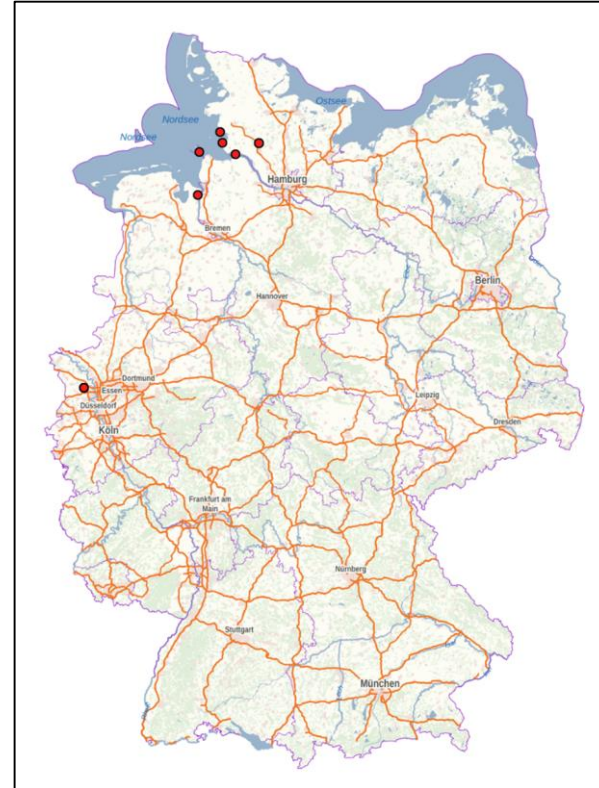 Ostsee
Nordsee
Nordsee
Hamburg
Bremen
Berlin
Hannover
Dortmund
Essen
Düsseldorf
Leipzig
Köln
Dresden
Frankfurt am
Main
Nürnberg
Stuttgart
München